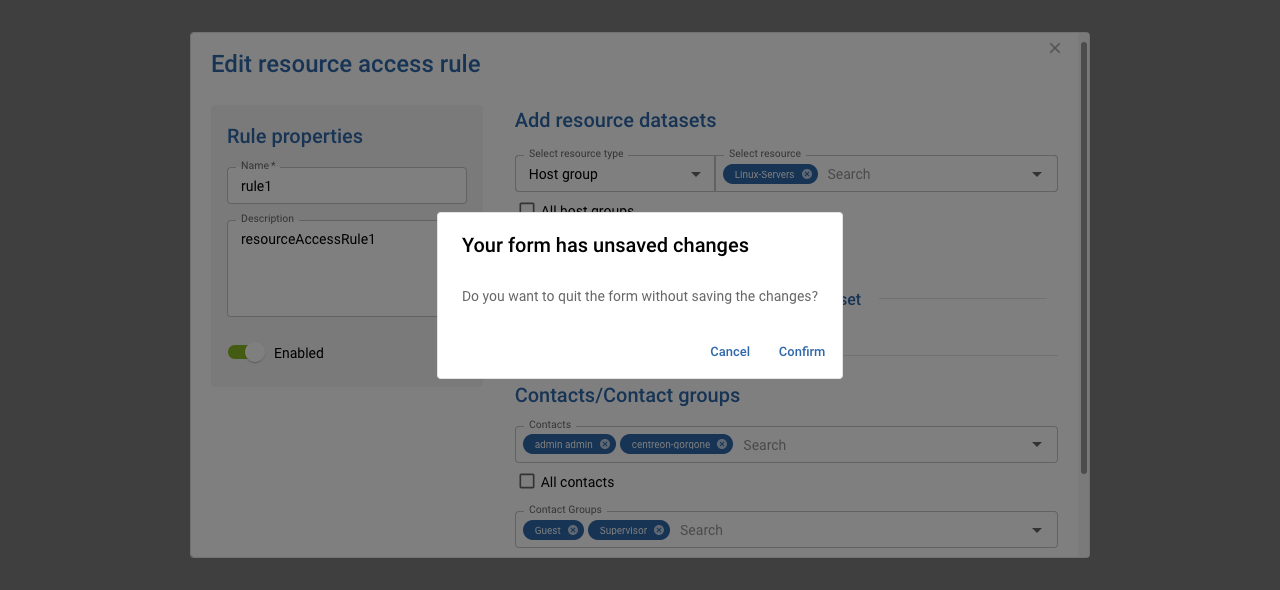 Edit resource access rule
Rule properties
Name *
rule1
Description
resourceAccessRule1
Enabled
Add resource datasets
Select resource type
Host group
Select resource
Linux-Servers
Search
All host groups
Your form has unsaved changes
Do you want to quit the form without saving the changes?
Cancel
Confirm
Contacts/Contact groups
Contacts
admin admin
centreon-gorgone
Search
All contacts
Contact Groups
Guest
Supervisor
Search